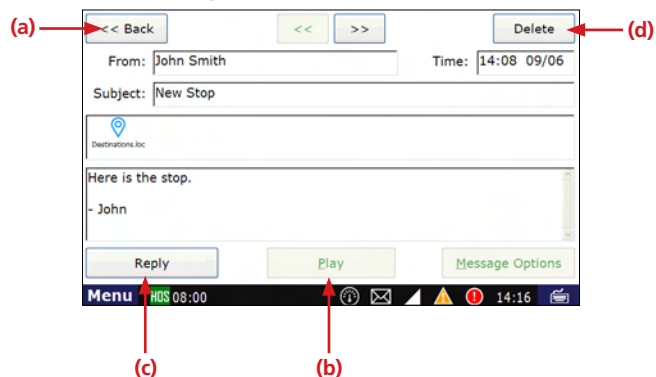 (a) << Back << >> Delete (d)
From: John Smith Time: 14:08 09/06
Subject: New Stop
Destinations.loc
Here is the stop.
- John
Reply Play Message Options
Menu HOS 08:00 14:16
(c) (b)